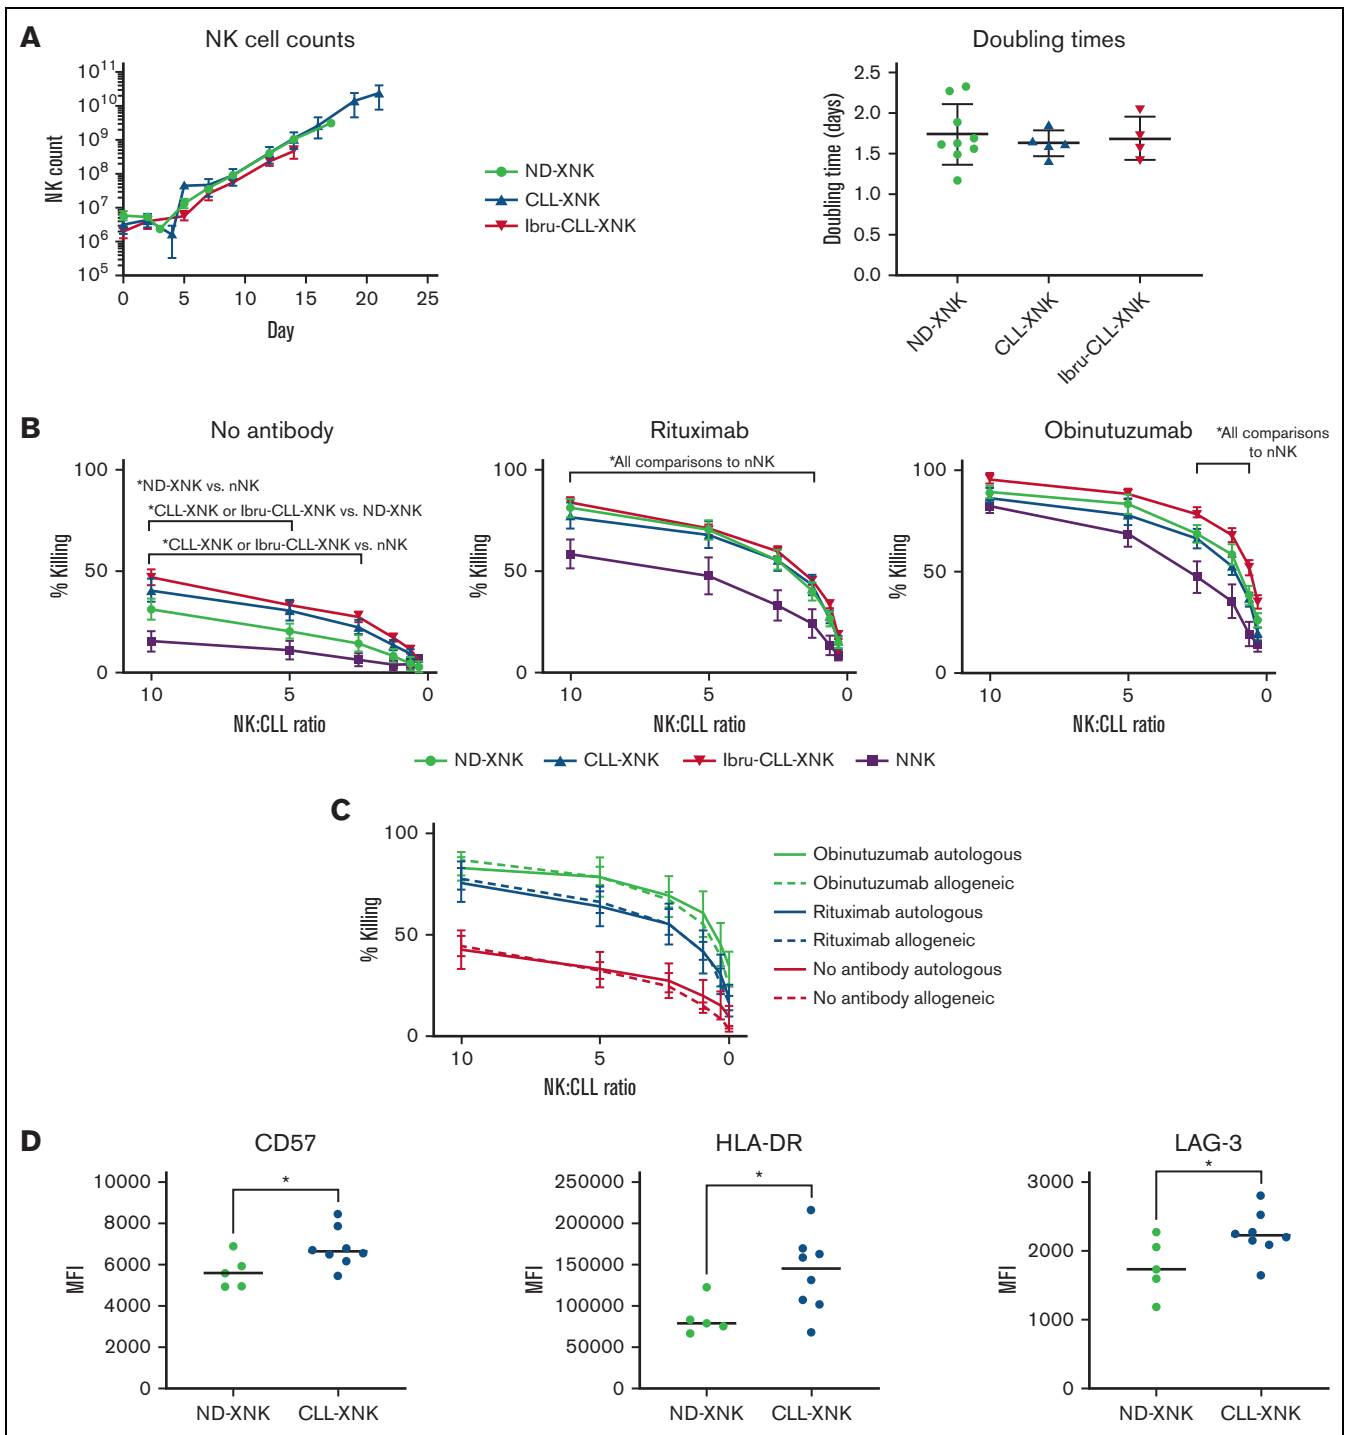 A
NK cell counts
10^11
10^10
10^9
10^8
10^7
10^6
10^5
NK count
0 5 10 15 20 25
Day
ND-XNK
CLL-XNK
Ibru-CLL-XNK
Doubling times
2.5
2.0
1.5
1.0
0.5
0.0
Doubling time (days)
ND-XNK
CLL-XNK
Ibru-CLL-XNK
B
No antibody
100
50
0
% Killing
*ND-XNK vs. nNK
*CLL-XNK or Ibru-CLL-XNK vs. ND-XNK
*CLL-XNK or Ibru-CLL-XNK vs. nNK
10 5 0
NK:CLL ratio
Rituximab
*All comparisons to nNK
100
50
0
% Killing
10 5 0
NK:CLL ratio
Obinutuzumab
*All comparisons
to nNK
100
50
0
% Killing
10 5 0
NK:CLL ratio
ND-XNK CLL-XNK Ibru-CLL-XNK NNK
C
100
50
0
% Killing
10 5 0
NK:CLL ratio
Obinutuzumab autologous
Obinutuzumab allogeneic
Rituximab autologous
Rituximab allogeneic
No antibody autologous
No antibody allogeneic
D
CD57
*
10000
8000
6000
4000
2000
0
MFI
ND-XNK CLL-XNK
HLA-DR
*
250000
200000
150000
100000
50000
0
MFI
ND-XNK CLL-XNK
LAG-3
*
3000
2000
1000
0
MFI
ND-XNK CLL-XNK